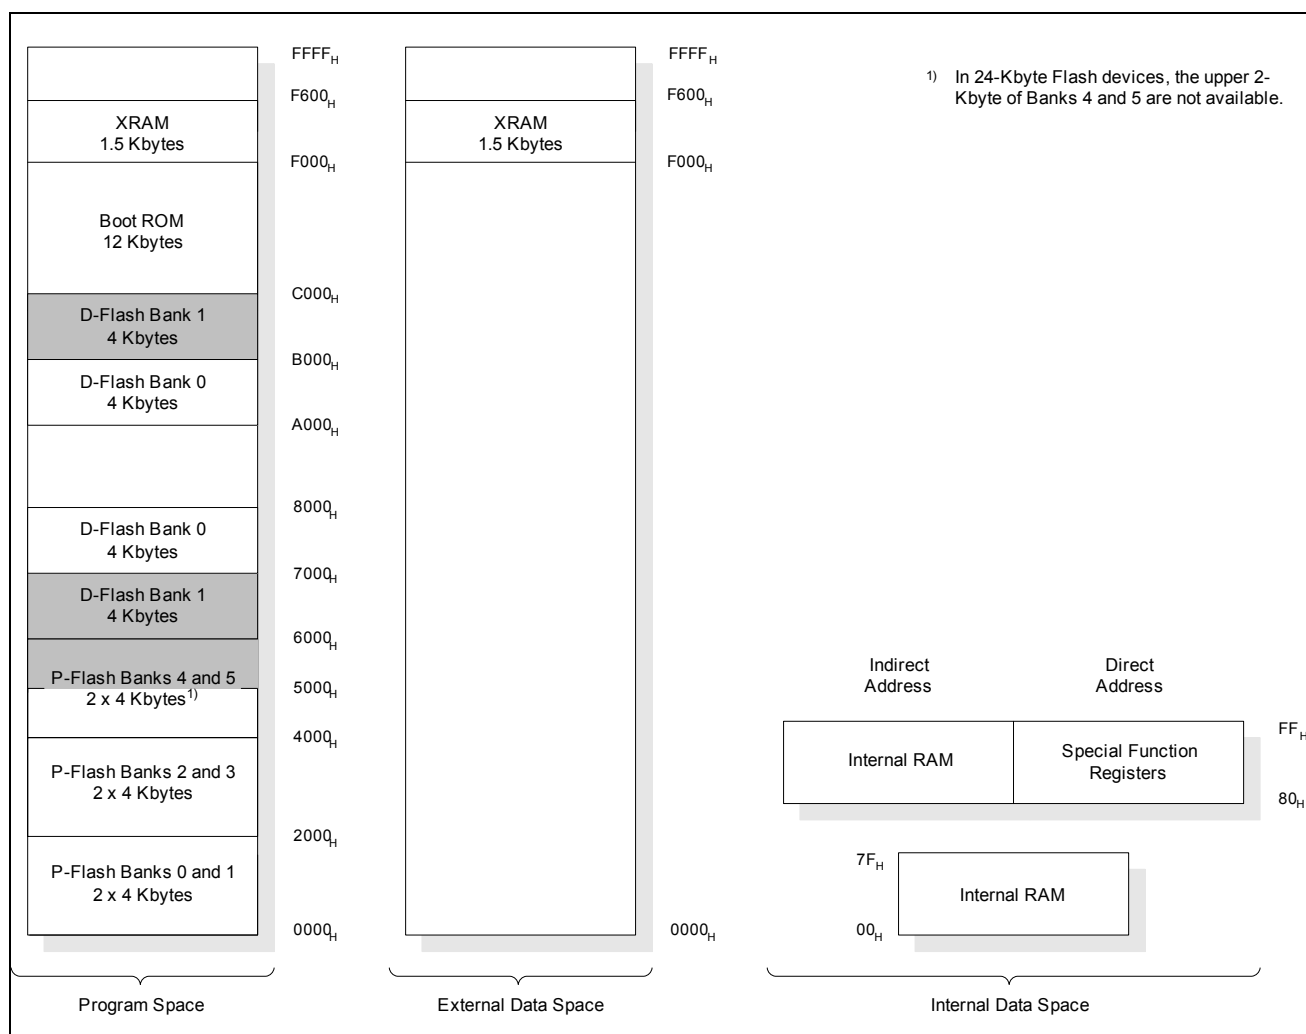 FFFFH
F600H
XRAM
1.5 Kbytes
F000H
Boot ROM
12 Kbytes
C000H
D-Flash Bank 1
4 Kbytes
B000H
D-Flash Bank 0
4 Kbytes
A000H
8000H
D-Flash Bank 0
4 Kbytes
7000H
D-Flash Bank 1
4 Kbytes
6000H
P-Flash Banks 4 and 5
2 x 4 Kbytes1)
5000H
4000H
P-Flash Banks 2 and 3
2 x 4 Kbytes
2000H
P-Flash Banks 0 and 1
2 x 4 Kbytes
0000H
Program Space
FFFFH
F600H
XRAM
1.5 Kbytes
F000H
0000H
External Data Space
1) In 24-Kbyte Flash devices, the upper 2-
Kbyte of Banks 4 and 5 are not available.
Indirect
Address
Direct
Address
Internal RAM
Special Function
Registers
FFH
80H
7FH
Internal RAM
00H
Internal Data Space